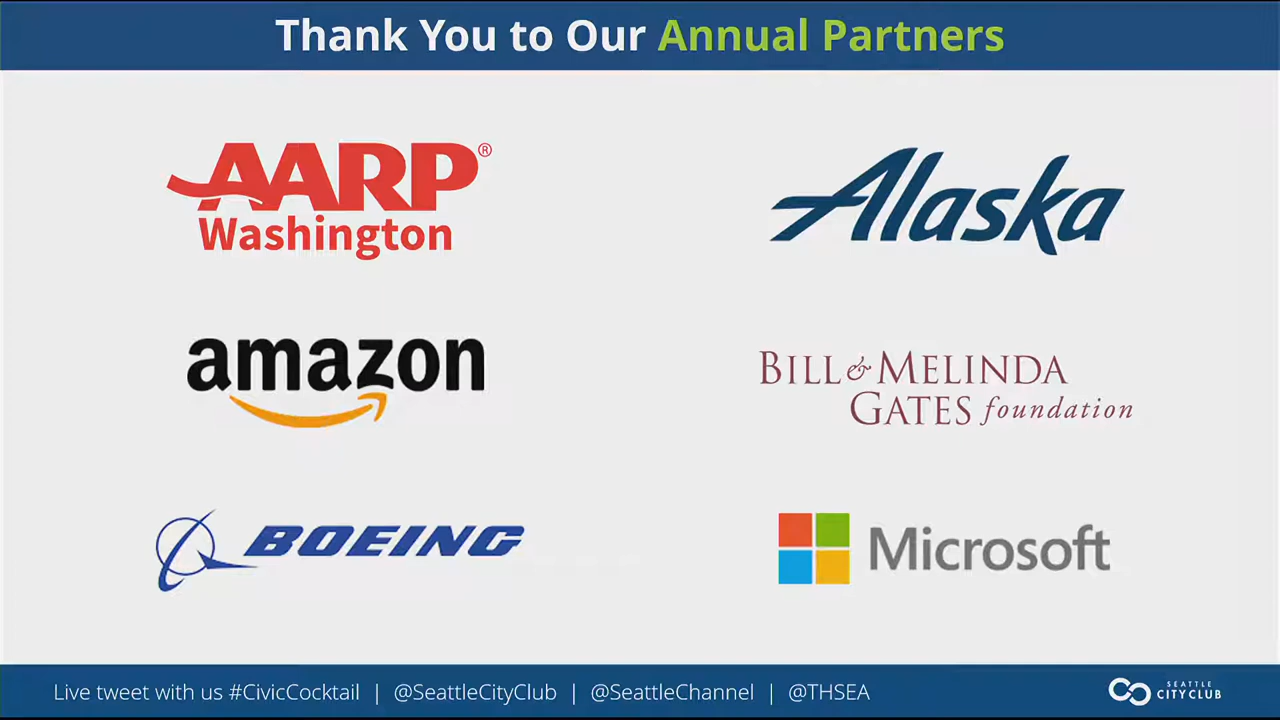 Thank You to Our Annual Partners
AARP®
Washington
Alaska
amazon
BILL & MELINDA
GATES foundation
BOEING
Microsoft
Live tweet with us #CivicCocktail | @SeattleCityClub | @SeattleChannel | @THSEA
SEATTLE
CITYCLUB